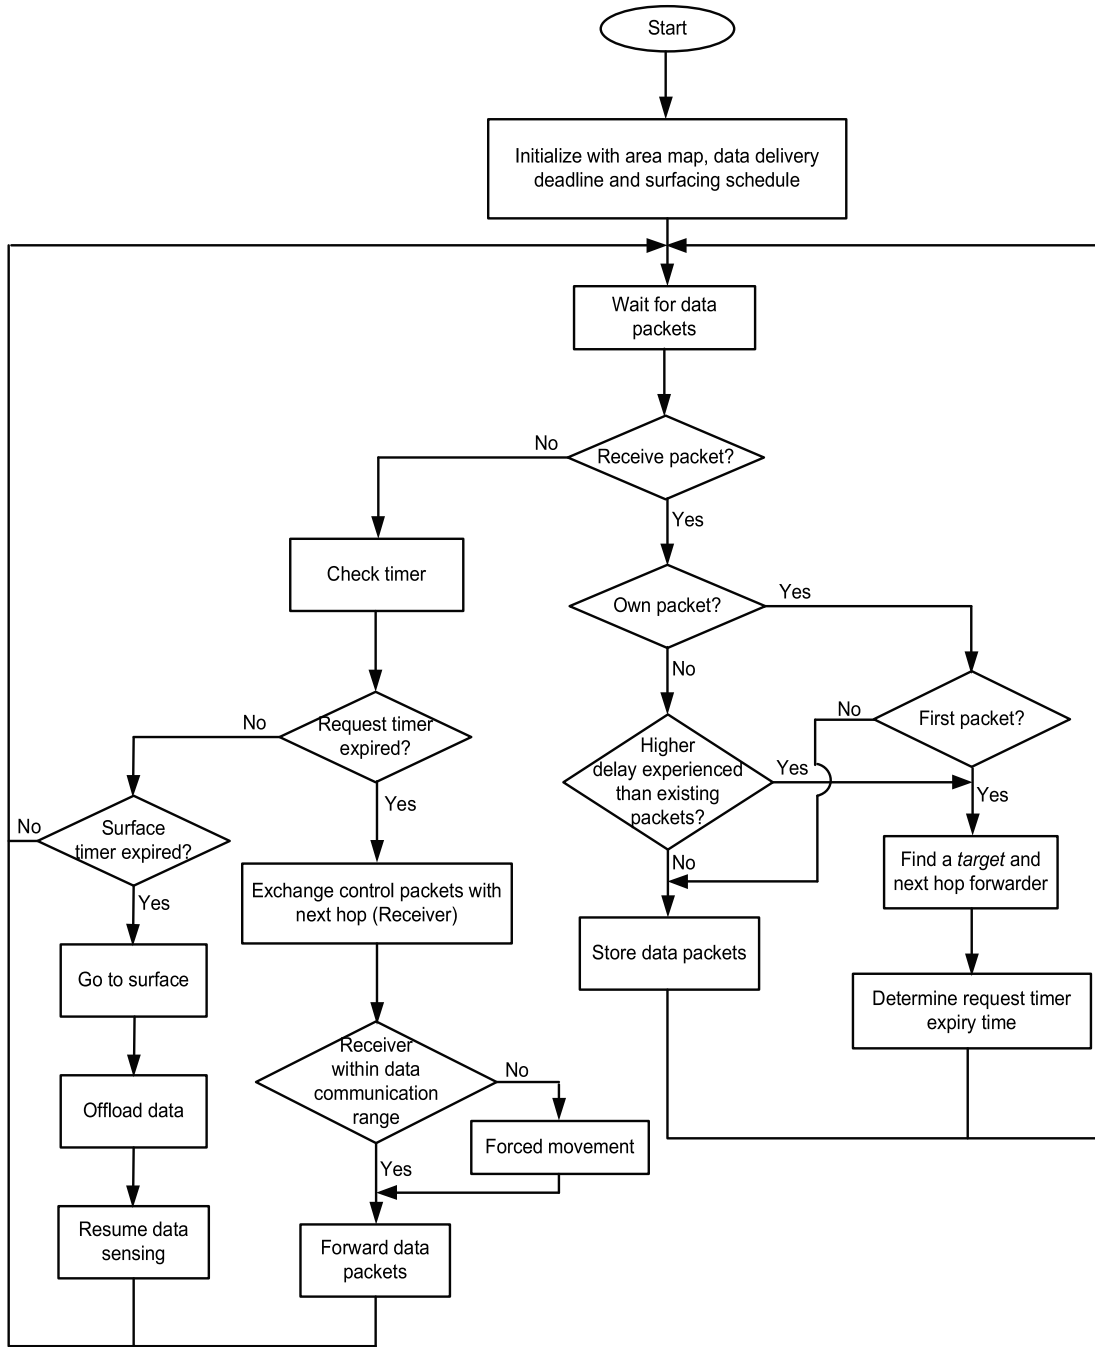 Start
Initialize with area map, data delivery
deadline and surfacing schedule
Wait for data
packets
No
Receive packet?
Yes
Check timer
Own packet?
Yes
No
No
Request timer
expired?
Yes
Higher
delay experienced
than existing
packets?
Yes
No
No
First packet?
Yes
No
Surface
timer expired?
Yes
Exchange control packets with
next hop (Receiver)
Find a target and
next hop forwarder
Go to surface
Store data packets
Determine request timer
expiry time
Receiver
within data
communication
range
No
Yes
Offload data
Forced movement
Resume data
sensing
Forward data
packets